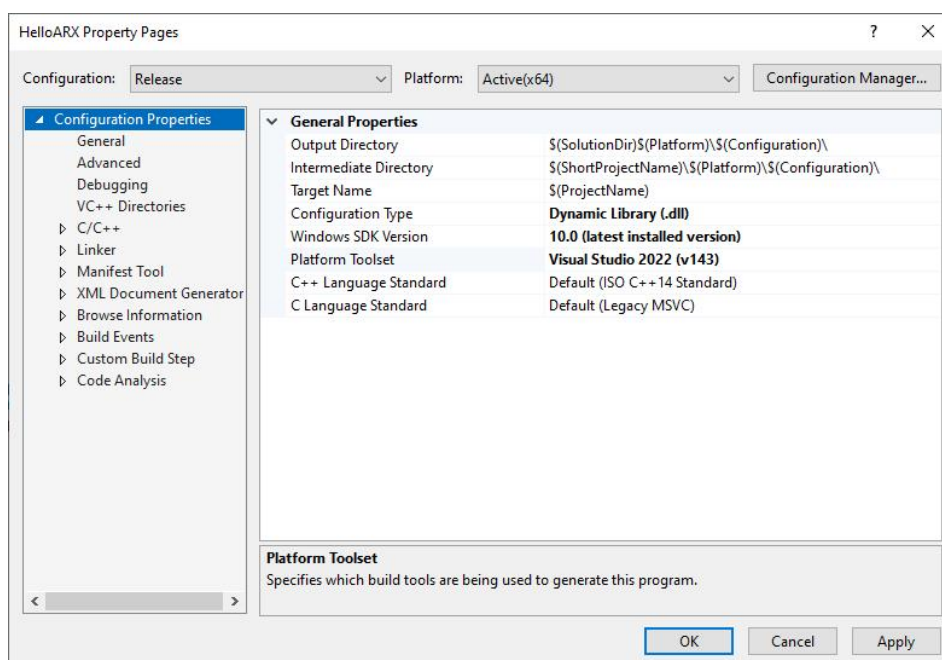 HelloARX Property Pages
? ×
Configuration: Release Platform: Active(x64) Configuration Manager...
Configuration Properties
General
Advanced
Debugging
VC++ Directories
C/C++
Linker
Manifest Tool
XML Document Generator
Browse Information
Build Events
Custom Build Step
Code Analysis
General Properties
Output Directory $(SolutionDir)$(Platform)\$(Configuration)\
Intermediate Directory $(ShortProjectName)\$(Platform)\$(Configuration)\
Target Name $(ProjectName)
Configuration Type Dynamic Library (.dll)
Windows SDK Version 10.0 (latest installed version)
Platform Toolset Visual Studio 2022 (v143)
C++ Language Standard Default (ISO C++14 Standard)
C Language Standard Default (Legacy MSVC)
Platform Toolset
Specifies which build tools are being used to generate this program.
OK Cancel Apply